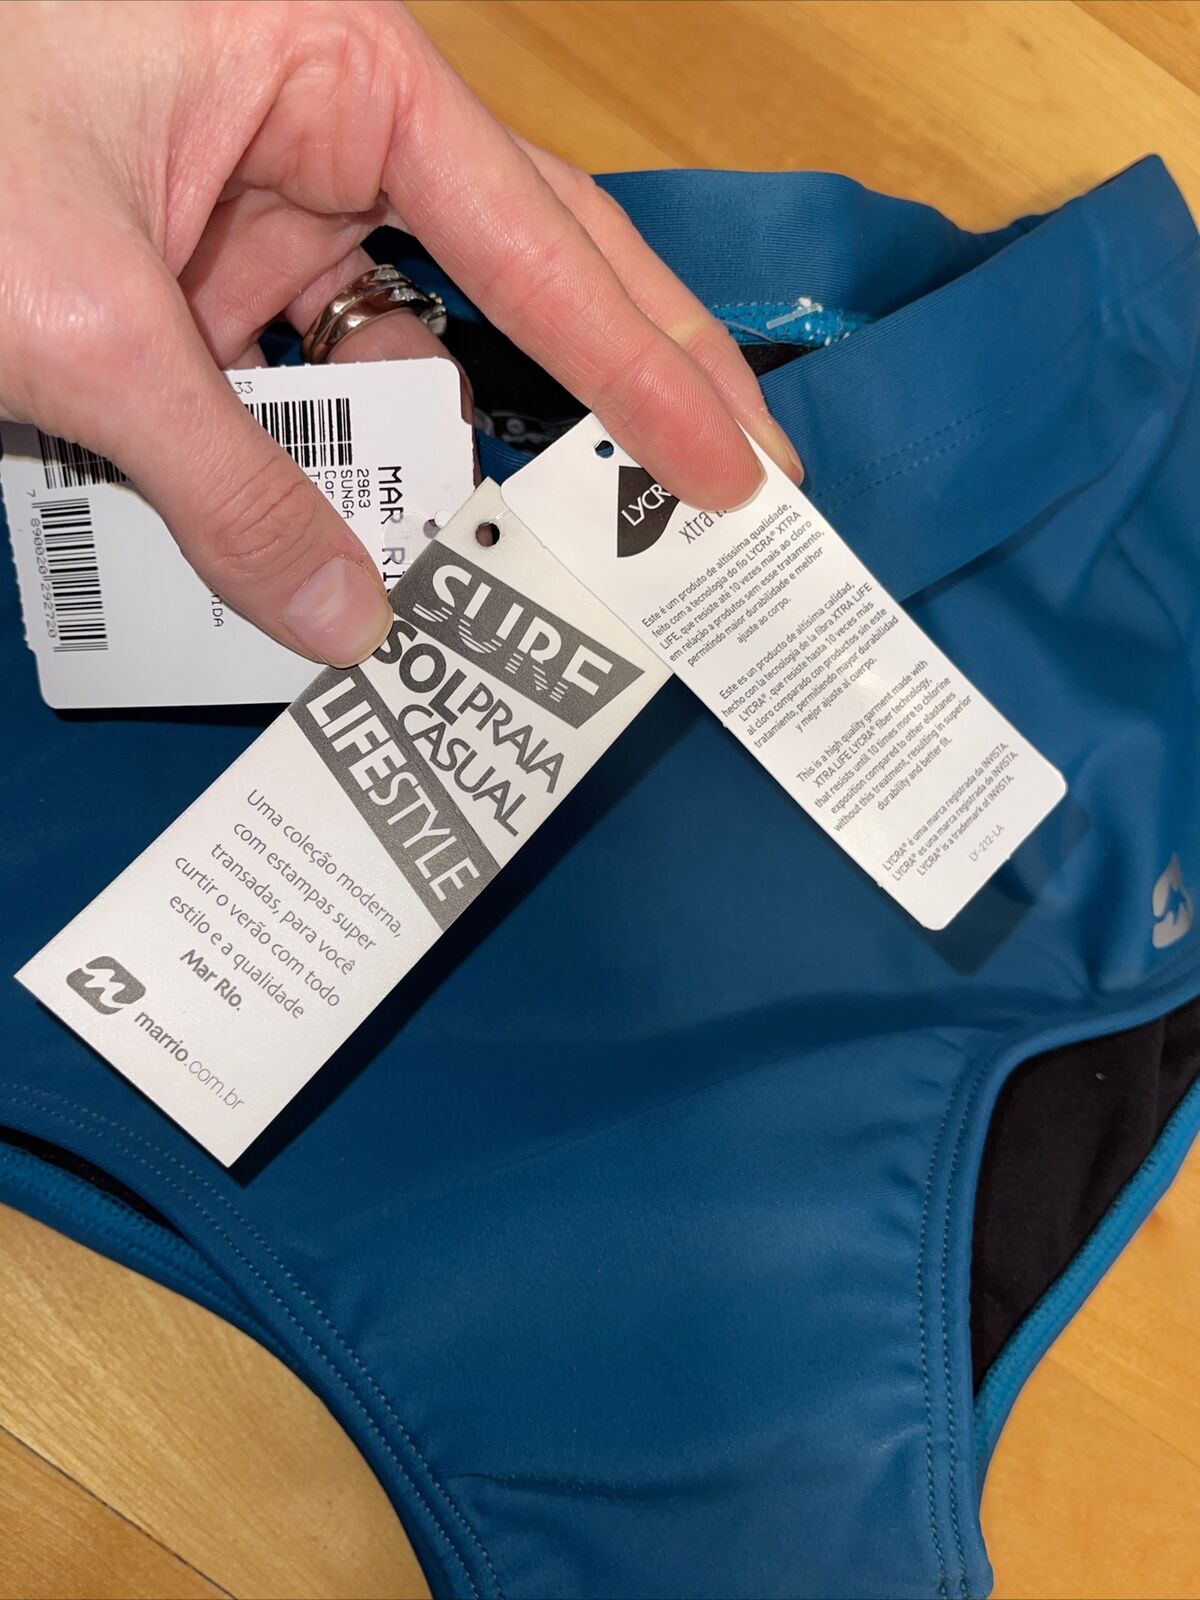 MAR
2963
SUNGA
Cor
7 890020 292720
SURF
SOL PRAIA
CASUAL
LIFESTYLE
Uma coleção moderna,
com estampas super
transadas, para você
curtir o verão com todo
estilo e a qualidade
Mar Rio.
marrio.com.br
LYCRA
xtra
Este é um produto de altíssima qualidade,
feito com a tecnologia do fio LYCRA® XTRA
LIFE, que resiste até 10 vezes mais ao cloro
em relação a produtos sem esse tratamento,
permitindo maior durabilidade e melhor
ajuste ao corpo.
Este es un producto de altísima calidad,
hecho con la tecnología de la fibra XTRA LIFE
LYCRA®, que resiste hasta 10 veces más
al cloro comparado con productos sin este
tratamiento, permitiendo mayor durabilidad
y mejor ajuste al cuerpo.
This is a high quality garment made with
XTRA LIFE LYCRA® fiber technology,
that resists until 10 times more to chlorine
exposition compared to other elastanes
without this treatment, resulting in superior
durability and better fit.
LYCRA® é uma marca registrada da INVISTA.
LYCRA® es una marca registrada de INVISTA.
LYCRA® is a trademark of INVISTA.
LY-212-LA